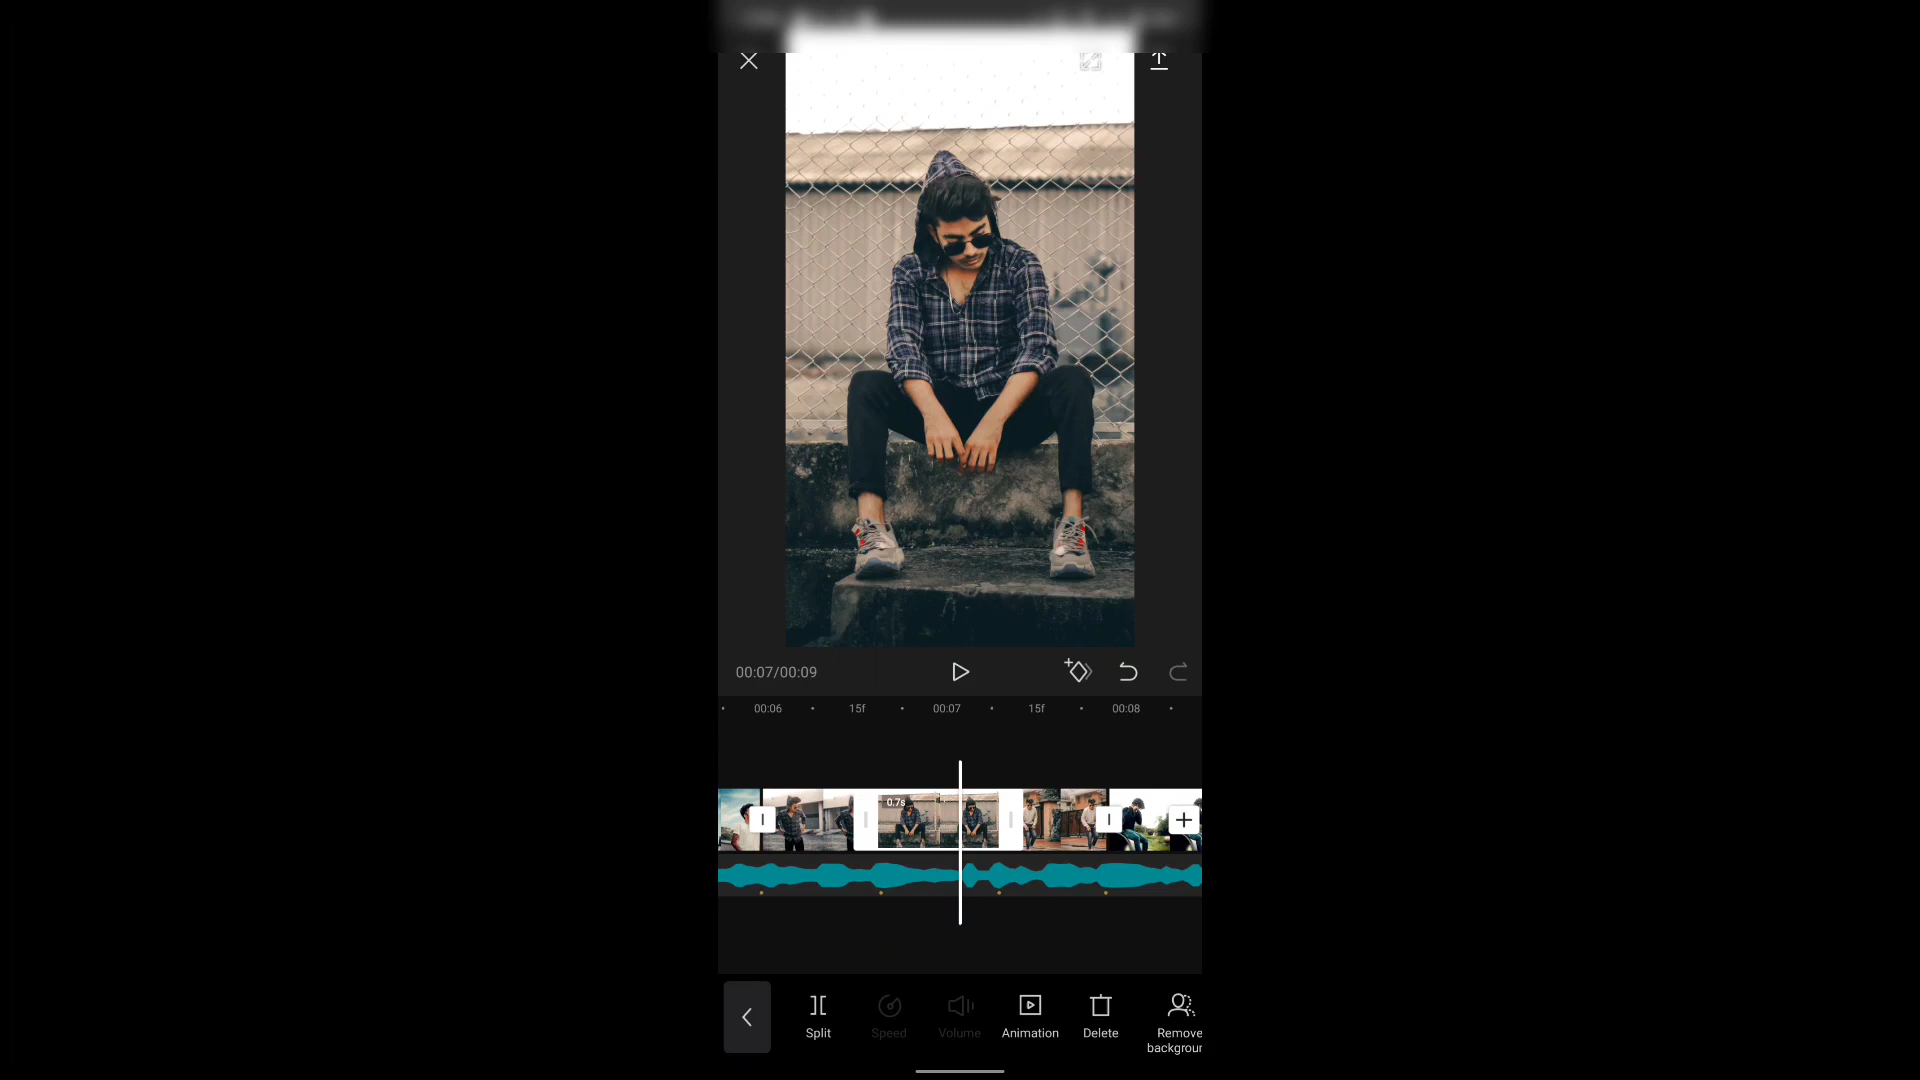 00:07/00:09
00:06 15f 00:07 15f 00:08
0.7s
Split Speed Volume Animation Delete Remove
backgroun